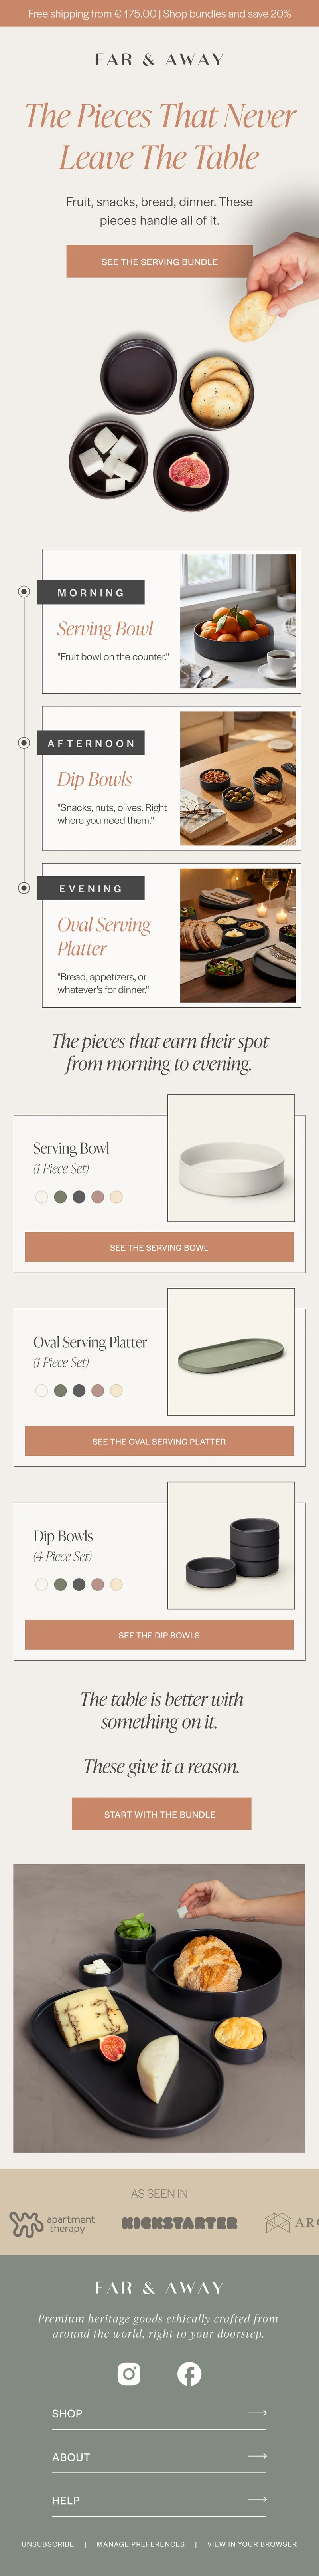 Free shipping from € 175.00 | Shop bundles and save 20%
FAR & AWAY
The Pieces That Never
Leave The Table
Fruit, snacks, bread, dinner. These
pieces handle all of it.
SEE THE SERVING BUNDLE
MORNING
Serving Bowl
"Fruit bowl on the counter."
AFTERNOON
Dip Bowls
"Snacks, nuts, olives. Right
where you need them."
EVENING
Oval Serving
Platter
"Bread, appetizers, or
whatever's for dinner."
The pieces that earn their spot
from morning to evening.
Serving Bowl
(1 Piece Set)
SEE THE SERVING BOWL
Oval Serving Platter
(1 Piece Set)
SEE THE OVAL SERVING PLATTER
Dip Bowls
(4 Piece Set)
SEE THE DIP BOWLS
The table is better with
something on it.
These give it a reason.
START WITH THE BUNDLE
AS SEEN IN
apartment
therapy
KICKSTARTER
FAR & AWAY
Premium heritage goods ethically crafted from
around the world, right to your doorstep.
SHOP
ABOUT
HELP
UNSUBSCRIBE | MANAGE PREFERENCES | VIEW IN YOUR BROWSER